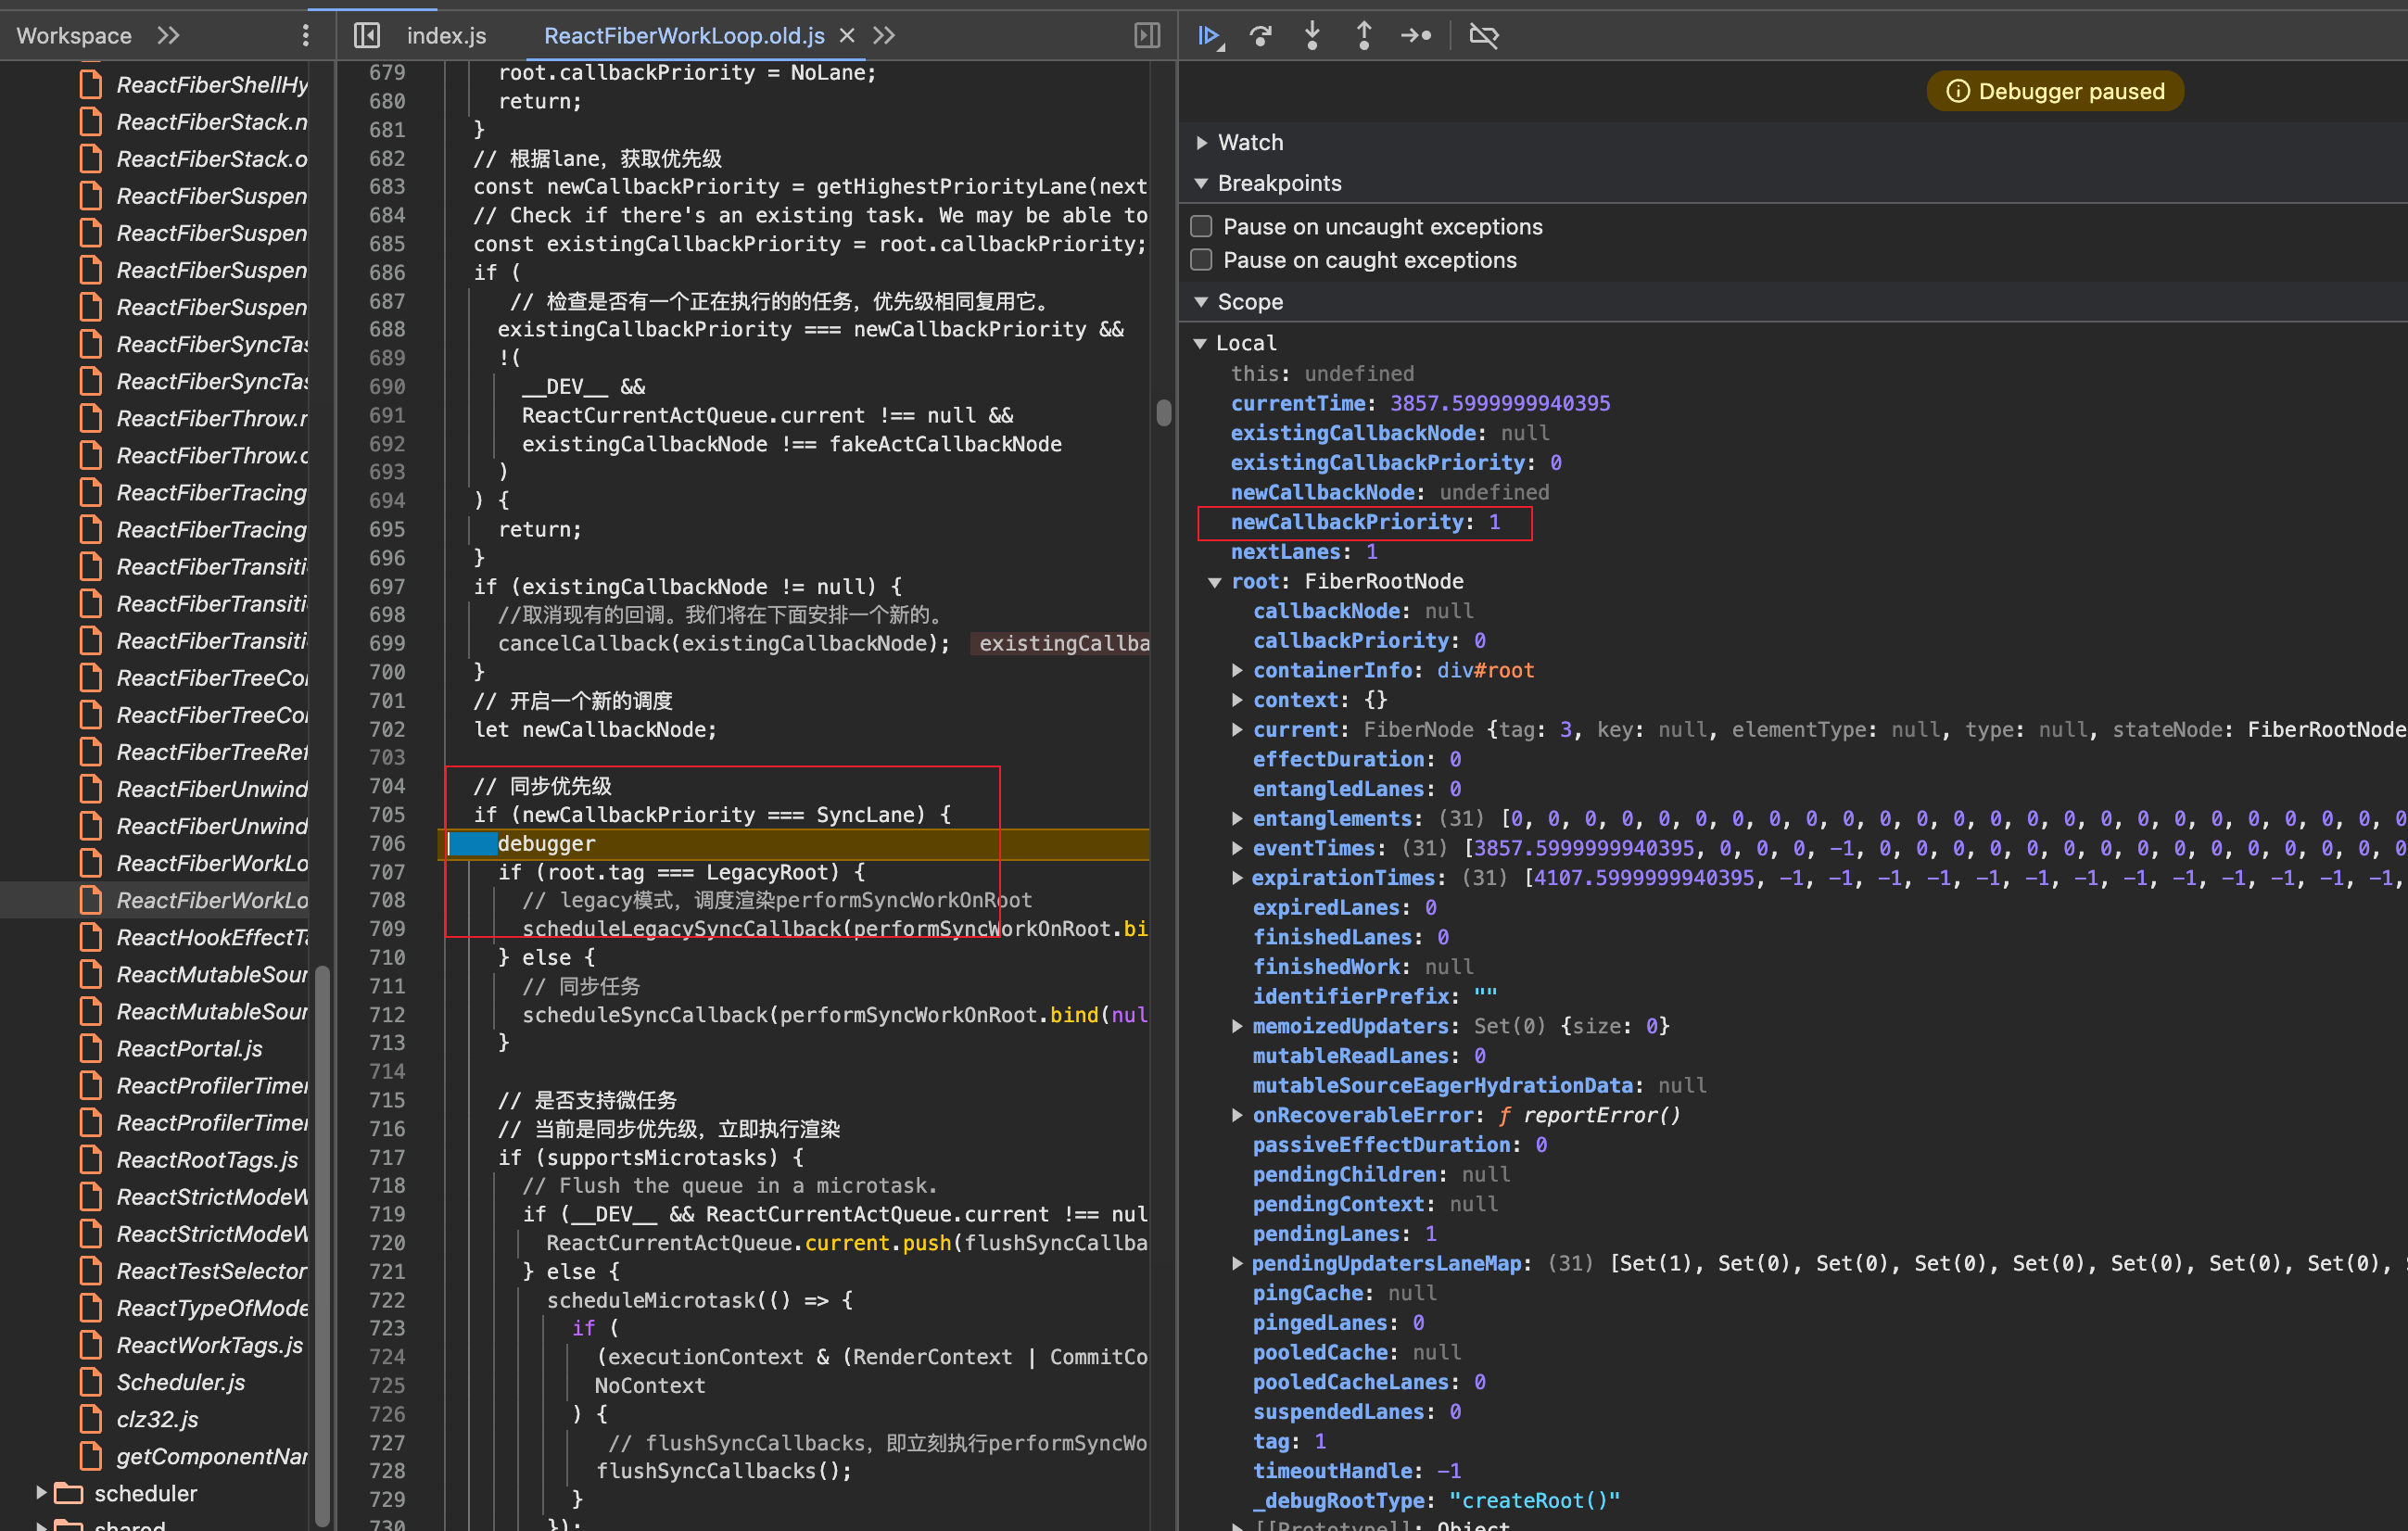 Workspace
index.js
ReactFiberWorkLoop.old.js
ReactFiberShellHy
ReactFiberStack.n
ReactFiberStack.o
ReactFiberSuspen
ReactFiberSuspen
ReactFiberSuspen
ReactFiberSuspen
ReactFiberSyncTas
ReactFiberSyncTas
ReactFiberThrow.n
ReactFiberThrow.o
ReactFiberTracing
ReactFiberTracing
ReactFiberTransiti
ReactFiberTransiti
ReactFiberTransiti
ReactFiberTreeCon
ReactFiberTreeCon
ReactFiberTreeRef
ReactFiberUnwind
ReactFiberUnwind
ReactFiberWorkLo
ReactFiberWorkLo
ReactHookEffectTa
ReactMutableSour
ReactMutableSour
ReactPortal.js
ReactProfilerTimer
ReactProfilerTimer
ReactRootTags.js
ReactStrictModeW
ReactStrictModeW
ReactTestSelector
ReactTypeOfMode
ReactWorkTags.js
Scheduler.js
clz32.js
getComponentNam
scheduler
shared
679 root.callbackPriority = NoLane;
680 return;
681 }
682 // 根据lane，获取优先级
683 const newCallbackPriority = getHighestPriorityLane(next
684 // Check if there's an existing task. We may be able to
685 const existingCallbackPriority = root.callbackPriority;
686 if (
687 // 检查是否有一个正在执行的的任务，优先级相同复用它。
688 existingCallbackPriority === newCallbackPriority &&
689 !(
690 __DEV__ &&
691 ReactCurrentActQueue.current !== null &&
692 existingCallbackNode !== fakeActCallbackNode
693 )
694 ) {
695 return;
696 }
697 if (existingCallbackNode != null) {
698 //取消现有的回调。我们将在下面安排一个新的。
699 cancelCallback(existingCallbackNode); existingCallba
700 }
701 // 开启一个新的调度
702 let newCallbackNode;
703
704 // 同步优先级
705 if (newCallbackPriority === SyncLane) {
706 debugger
707 if (root.tag === LegacyRoot) {
708 // legacy模式，调度渲染performSyncWorkOnRoot
709 scheduleLegacySyncCallback(performSyncWorkOnRoot.bi
710 } else {
711 // 同步任务
712 scheduleSyncCallback(performSyncWorkOnRoot.bind(nul
713 }
714
715 // 是否支持微任务
716 // 当前是同步优先级，立即执行渲染
717 if (supportsMicrotasks) {
718 // Flush the queue in a microtask.
719 if (__DEV__ && ReactCurrentActQueue.current !== nul
720 ReactCurrentActQueue.current.push(flushSyncCallba
721 } else {
722 scheduleMicrotask(() => {
723 if (
724 (executionContext & (RenderContext | CommitCo
725 NoContext
726 ) {
727 // flushSyncCallbacks，即立刻执行performSyncWo
728 flushSyncCallbacks();
729 }
730 });
Debugger paused
Watch
Breakpoints
Pause on uncaught exceptions
Pause on caught exceptions
Scope
Local
this: undefined
currentTime: 3857.5999999940395
existingCallbackNode: null
existingCallbackPriority: 0
newCallbackNode: undefined
newCallbackPriority: 1
nextLanes: 1
root: FiberRootNode
callbackNode: null
callbackPriority: 0
containerInfo: div#root
context: {}
current: FiberNode {tag: 3, key: null, elementType: null, type: null, stateNode: FiberRootNode
effectDuration: 0
entangledLanes: 0
entanglements: (31) [0, 0, 0, 0, 0, 0, 0, 0, 0, 0, 0, 0, 0, 0, 0, 0, 0, 0, 0, 0, 0, 0, 0, 0, 0
eventTimes: (31) [3857.5999999940395, 0, 0, 0, −1, 0, 0, 0, 0, 0, 0, 0, 0, 0, 0, 0, 0, 0, 0, 0
expirationTimes: (31) [4107.5999999940395, −1, −1, −1, −1, −1, −1, −1, −1, −1, −1, −1, −1, −1,
expiredLanes: 0
finishedLanes: 0
finishedWork: null
identifierPrefix: ""
memoizedUpdaters: Set(0) {size: 0}
mutableReadLanes: 0
mutableSourceEagerHydrationData: null
onRecoverableError: ƒ reportError()
passiveEffectDuration: 0
pendingChildren: null
pendingContext: null
pendingLanes: 1
pendingUpdatersLaneMap: (31) [Set(1), Set(0), Set(0), Set(0), Set(0), Set(0), Set(0), Set(0),
pingCache: null
pingedLanes: 0
pooledCache: null
pooledCacheLanes: 0
suspendedLanes: 0
tag: 1
timeoutHandle: −1
_debugRootType: "createRoot()"
[[Prototype]]: Object